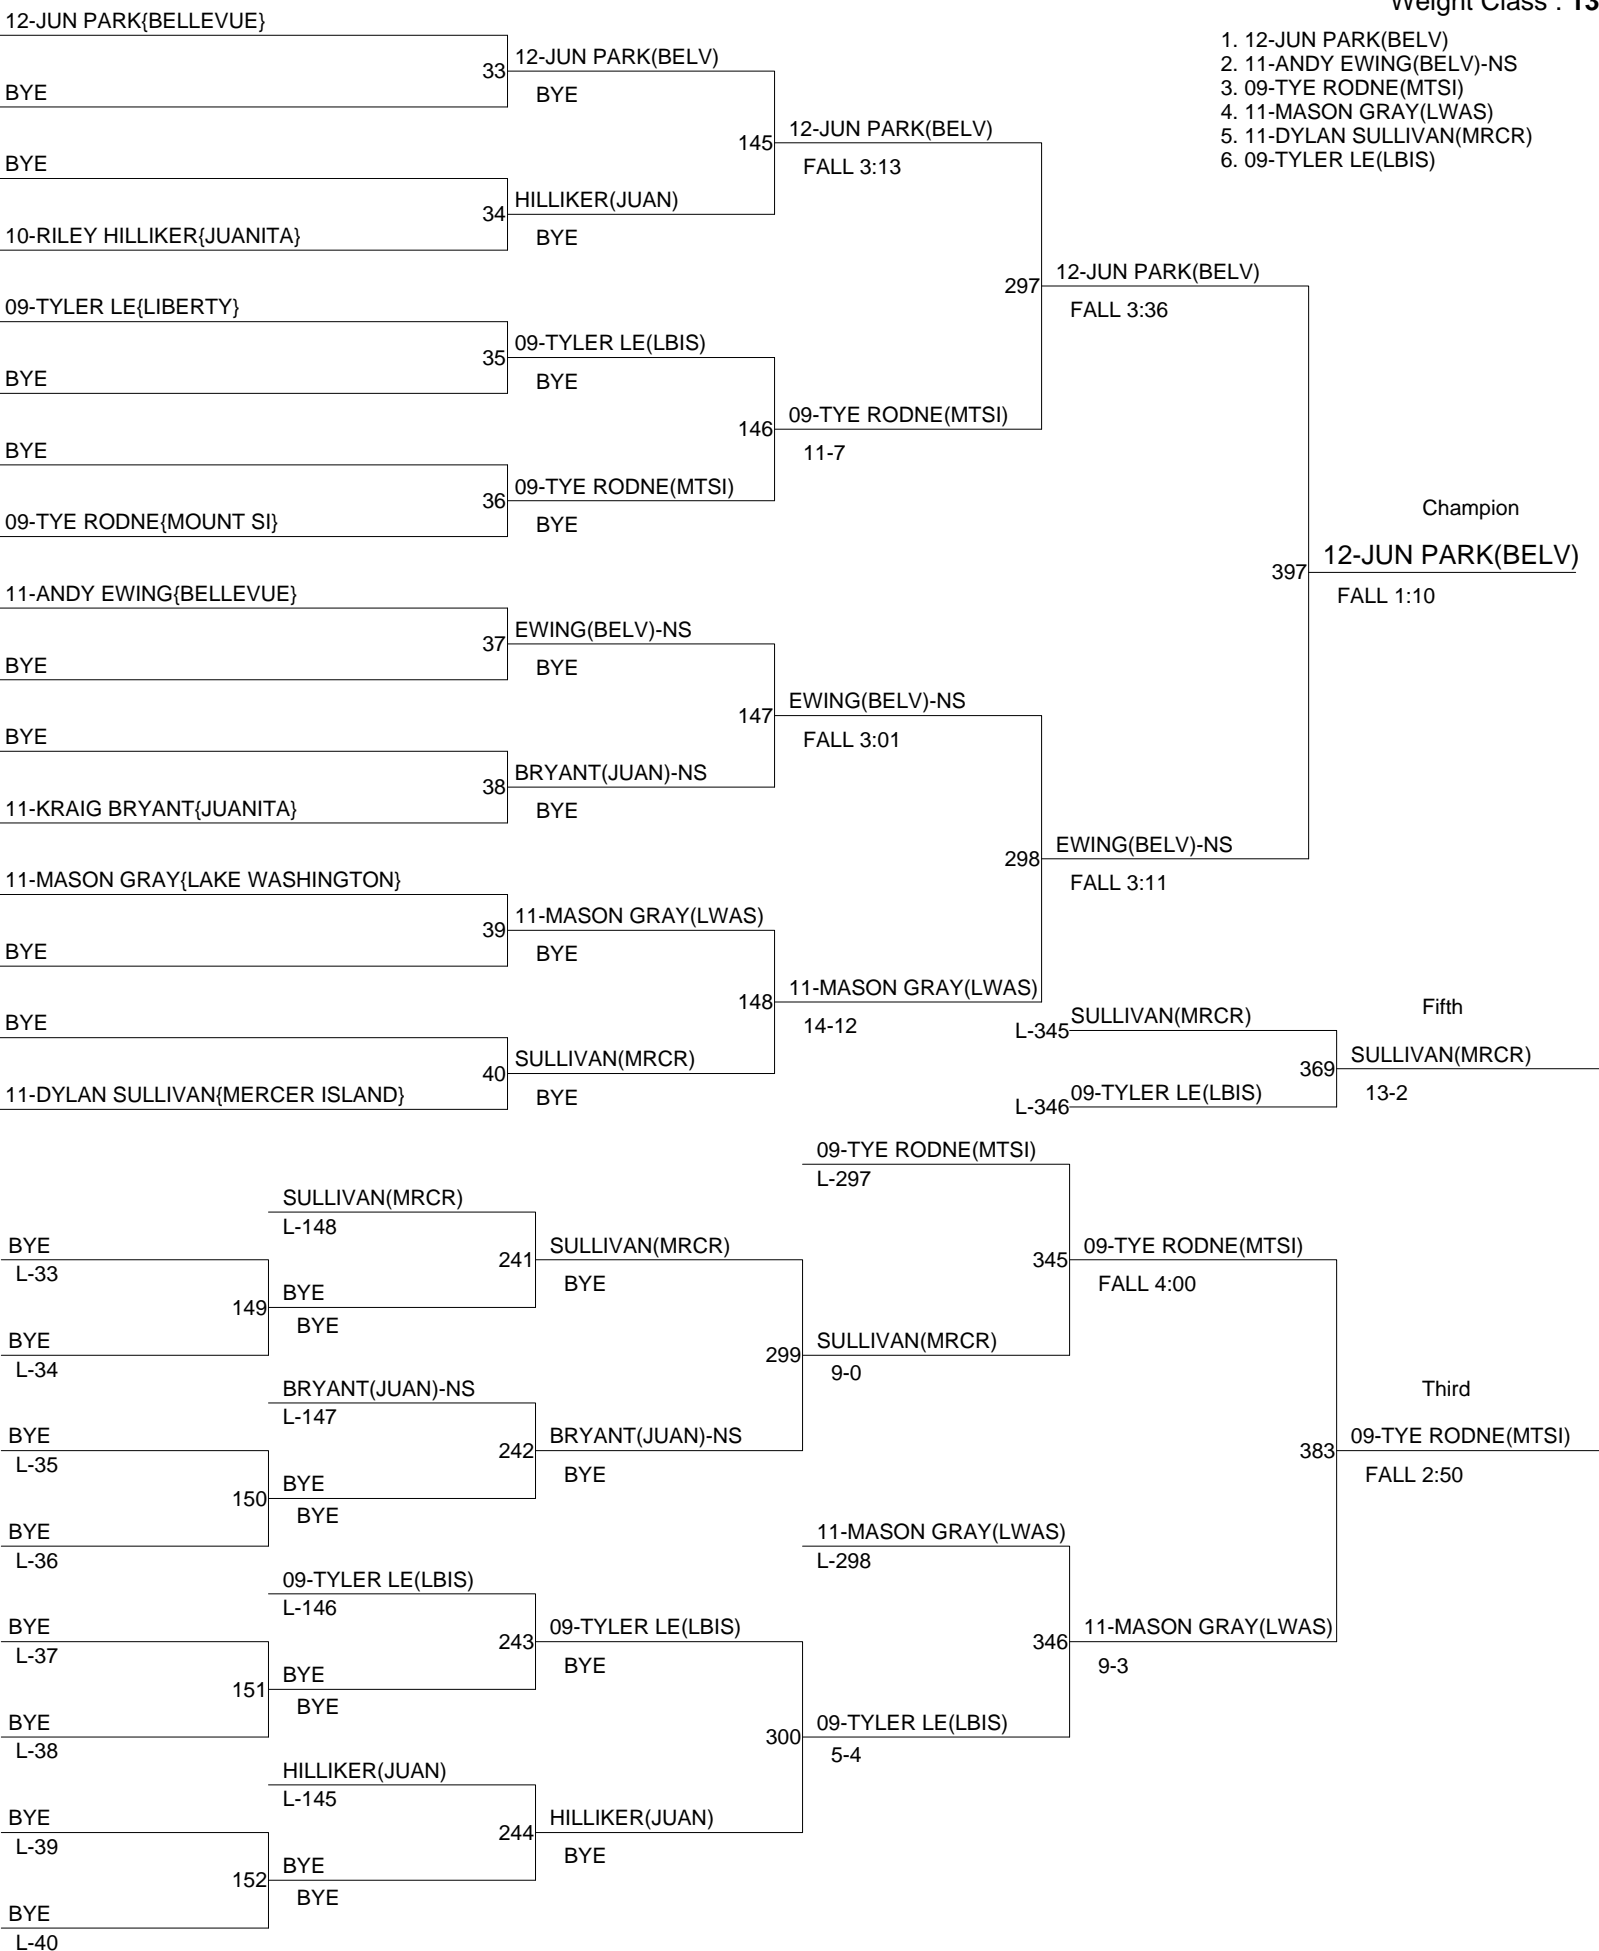 Weight Class : 13
1. 12-JUN PARK(BELV)
2. 11-ANDY EWING(BELV)-NS
3. 09-TYE RODNE(MTSI)
4. 11-MASON GRAY(LWAS)
5. 11-DYLAN SULLIVAN(MRCR)
6. 09-TYLER LE(LBIS)
12-JUN PARK{BELLEVUE}
33
BYE
12-JUN PARK(BELV)
BYE
145
BYE
34
10-RILEY HILLIKER{JUANITA}
HILLIKER(JUAN)
BYE
12-JUN PARK(BELV)
FALL 3:13
297
09-TYLER LE{LIBERTY}
35
BYE
09-TYLER LE(LBIS)
BYE
146
BYE
36
09-TYE RODNE{MOUNT SI}
09-TYE RODNE(MTSI)
BYE
09-TYE RODNE(MTSI)
11-7
12-JUN PARK(BELV)
FALL 3:36
397
Champion
12-JUN PARK(BELV)
FALL 1:10
11-ANDY EWING{BELLEVUE}
37
BYE
EWING(BELV)-NS
BYE
147
BYE
38
11-KRAIG BRYANT{JUANITA}
BRYANT(JUAN)-NS
BYE
EWING(BELV)-NS
FALL 3:01
298
EWING(BELV)-NS
FALL 3:11
11-MASON GRAY{LAKE WASHINGTON}
39
BYE
11-MASON GRAY(LWAS)
BYE
148
BYE
40
11-DYLAN SULLIVAN{MERCER ISLAND}
SULLIVAN(MRCR)
BYE
11-MASON GRAY(LWAS)
14-12
L-345
SULLIVAN(MRCR)
369
L-346
09-TYLER LE(LBIS)
Fifth
SULLIVAN(MRCR)
13-2
09-TYE RODNE(MTSI)
L-297
SULLIVAN(MRCR)
L-148
BYE
L-33
149
BYE
L-34
BYE
BYE
241
SULLIVAN(MRCR)
BYE
299
345
09-TYE RODNE(MTSI)
FALL 4:00
SULLIVAN(MRCR)
9-0
BRYANT(JUAN)-NS
L-147
BYE
L-35
150
BYE
L-36
BYE
BYE
242
BRYANT(JUAN)-NS
BYE
Third
383
09-TYE RODNE(MTSI)
FALL 2:50
11-MASON GRAY(LWAS)
L-298
09-TYLER LE(LBIS)
L-146
BYE
L-37
151
BYE
L-38
BYE
BYE
243
09-TYLER LE(LBIS)
BYE
300
346
11-MASON GRAY(LWAS)
9-3
09-TYLER LE(LBIS)
5-4
HILLIKER(JUAN)
L-145
BYE
L-39
152
BYE
L-40
BYE
BYE
244
HILLIKER(JUAN)
BYE